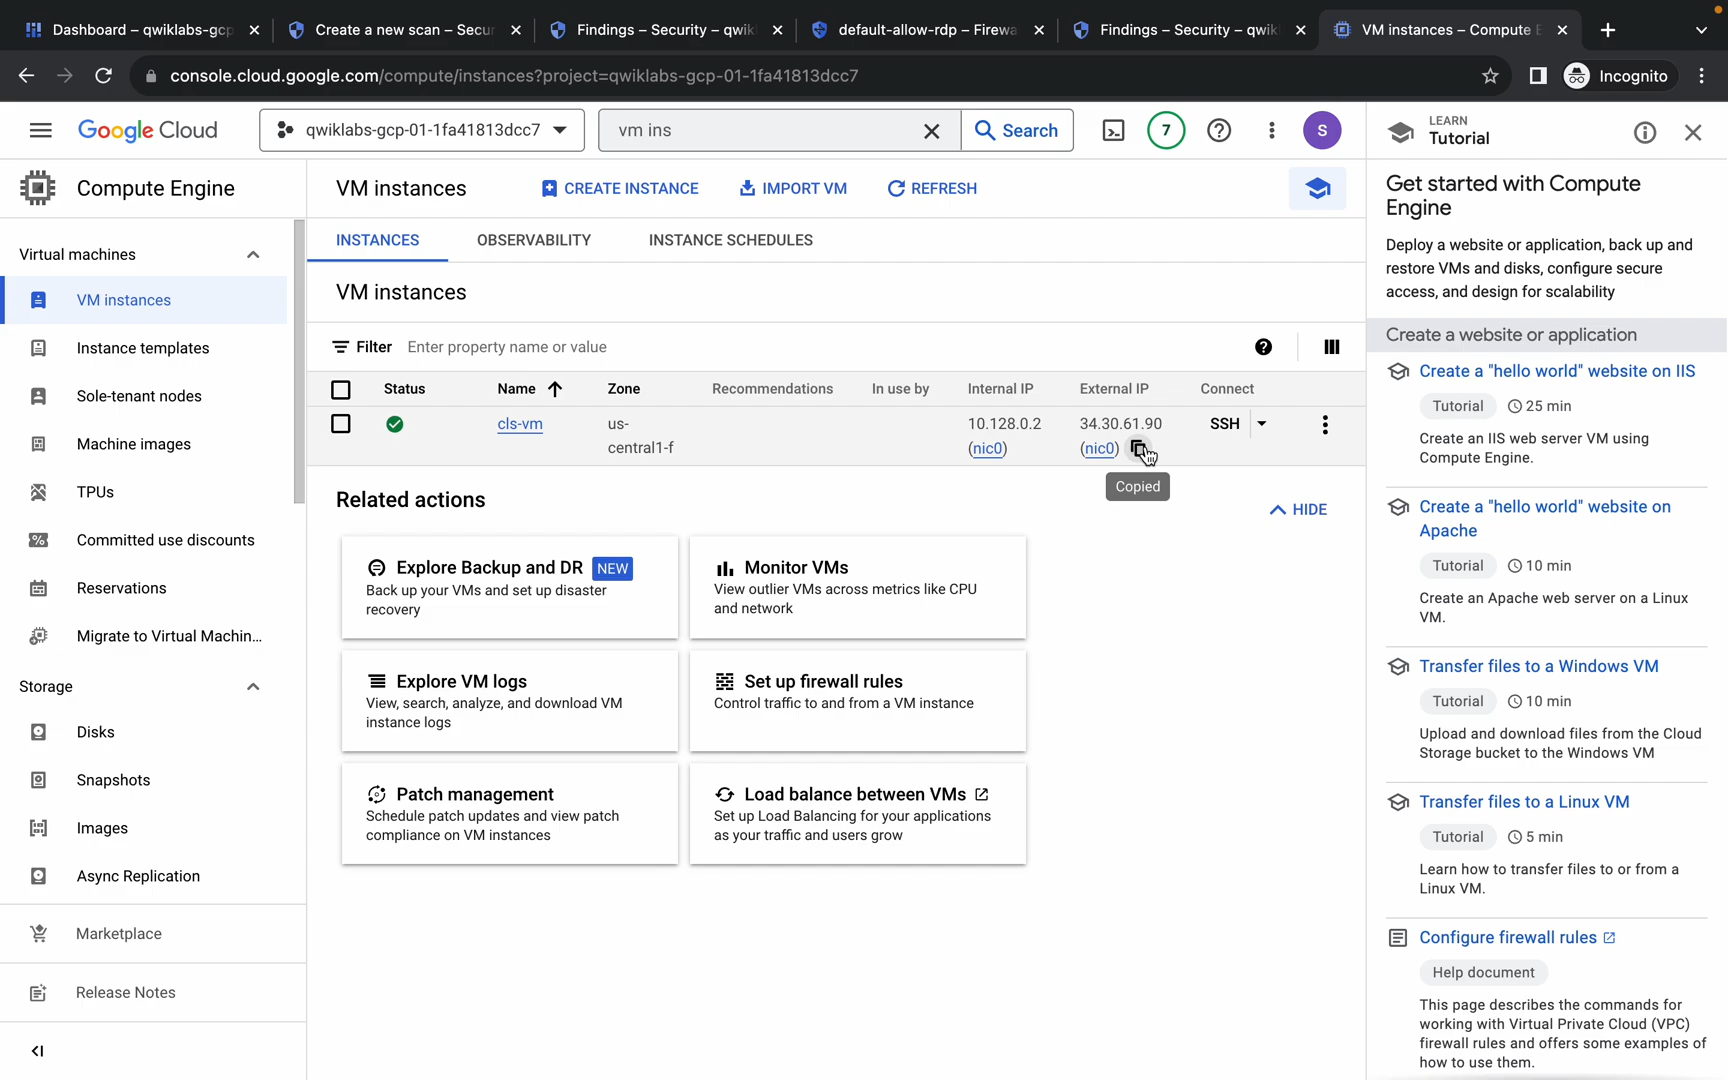 Dashboard – qwiklabs-gcp
Create a new scan – Secur
Findings – Security – qwik
default-allow-rdp – Firewa
Findings – Security – qwik
VM instances – Compute E
console.cloud.google.com/compute/instances?project=qwiklabs-gcp-01-1fa41813dcc7
Incognito
Google Cloud
qwiklabs-gcp-01-1fa41813dcc7
vm ins
Search
7
S
LEARN
Tutorial
Compute Engine
VM instances
CREATE INSTANCE
IMPORT VM
REFRESH
Virtual machines
VM instances
Instance templates
Sole-tenant nodes
Machine images
TPUs
Committed use discounts
Reservations
Migrate to Virtual Machin...
Storage
Disks
Snapshots
Images
Async Replication
Marketplace
Release Notes
INSTANCES
OBSERVABILITY
INSTANCE SCHEDULES
VM instances
Filter Enter property name or value
Status
Name
Zone
Recommendations
In use by
Internal IP
External IP
Connect
cls-vm
us-
central1-f
10.128.0.2
(nic0)
34.30.61.90
(nic0)
SSH
Copied
Related actions
HIDE
Explore Backup and DR NEW
Back up your VMs and set up disaster
recovery
Monitor VMs
View outlier VMs across metrics like CPU
and network
Explore VM logs
View, search, analyze, and download VM
instance logs
Set up firewall rules
Control traffic to and from a VM instance
Patch management
Schedule patch updates and view patch
compliance on VM instances
Load balance between VMs
Set up Load Balancing for your applications
as your traffic and users grow
Get started with Compute
Engine
Deploy a website or application, back up and
restore VMs and disks, configure secure
access, and design for scalability
Create a website or application
Create a "hello world" website on IIS
Tutorial
25 min
Create an IIS web server VM using
Compute Engine.
Create a "hello world" website on
Apache
Tutorial
10 min
Create an Apache web server on a Linux
VM.
Transfer files to a Windows VM
Tutorial
10 min
Upload and download files from the Cloud
Storage bucket to the Windows VM
Transfer files to a Linux VM
Tutorial
5 min
Learn how to transfer files to or from a
Linux VM.
Configure firewall rules
Help document
This page describes the commands for
working with Virtual Private Cloud (VPC)
firewall rules and offers some examples of
how to use them.